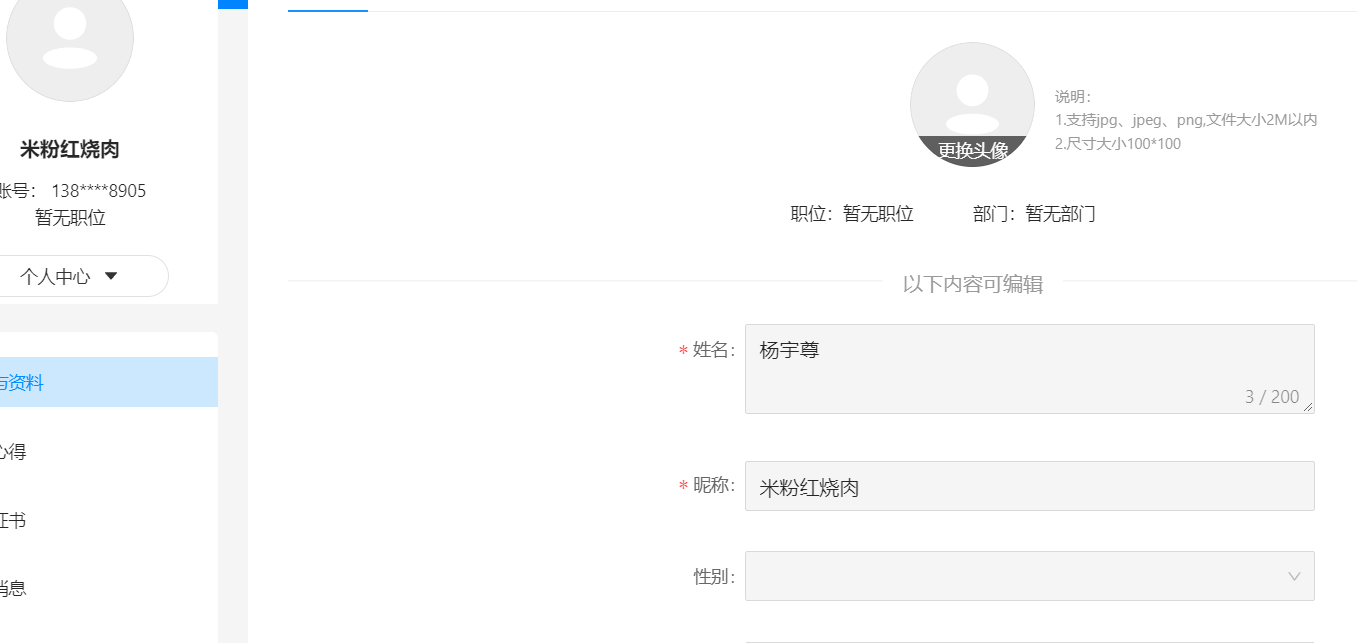 米粉红烧肉
账号： 138****8905
暂无职位
个人中心
与资料
心得
证书
消息
更换头像
说明：
1.支持jpg、jpeg、png,文件大小2M以内
2.尺寸大小100*100
职位：暂无职位 部门：暂无部门
以下内容可编辑
* 姓名：
杨宇尊
3 / 200
* 昵称：
米粉红烧肉
性别：